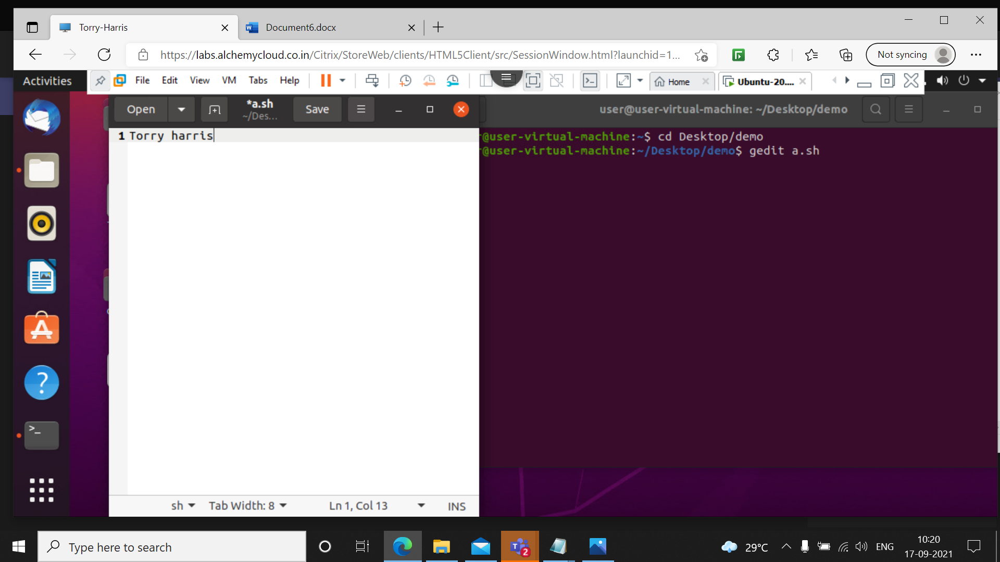 Torry-Harris
Document6.docx
https://labs.alchemycloud.co.in/Citrix/StoreWeb/clients/HTML5Client/src/SessionWindow.html?launchid=1...
Not syncing
Activities
File Edit View VM Tabs Help
Home
Ubuntu-20....
Open
*a.sh
~/Des...
Save
user@user-virtual-machine: ~/Desktop/demo
1 Torry harris
@user-virtual-machine:~$ cd Desktop/demo
@user-virtual-machine:~/Desktop/demo$ gedit a.sh
sh Tab Width: 8 Ln 1, Col 13 INS
Type here to search
2
29°C
ENG
10:20
17-09-2021